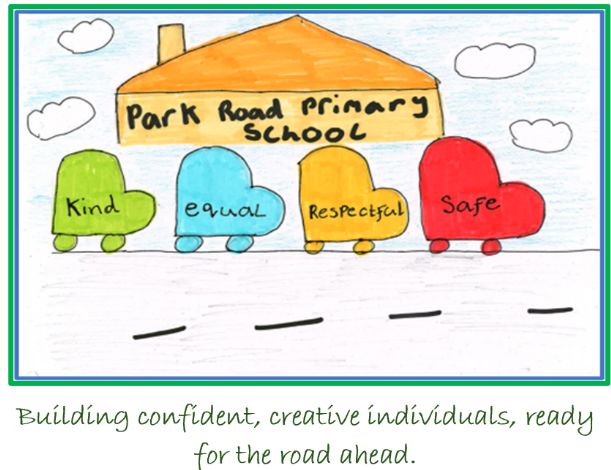 Park Road Primary
SCHOOL
Kind
equal
Respectful
Safe
Building confident, creative individuals, ready
for the road ahead.